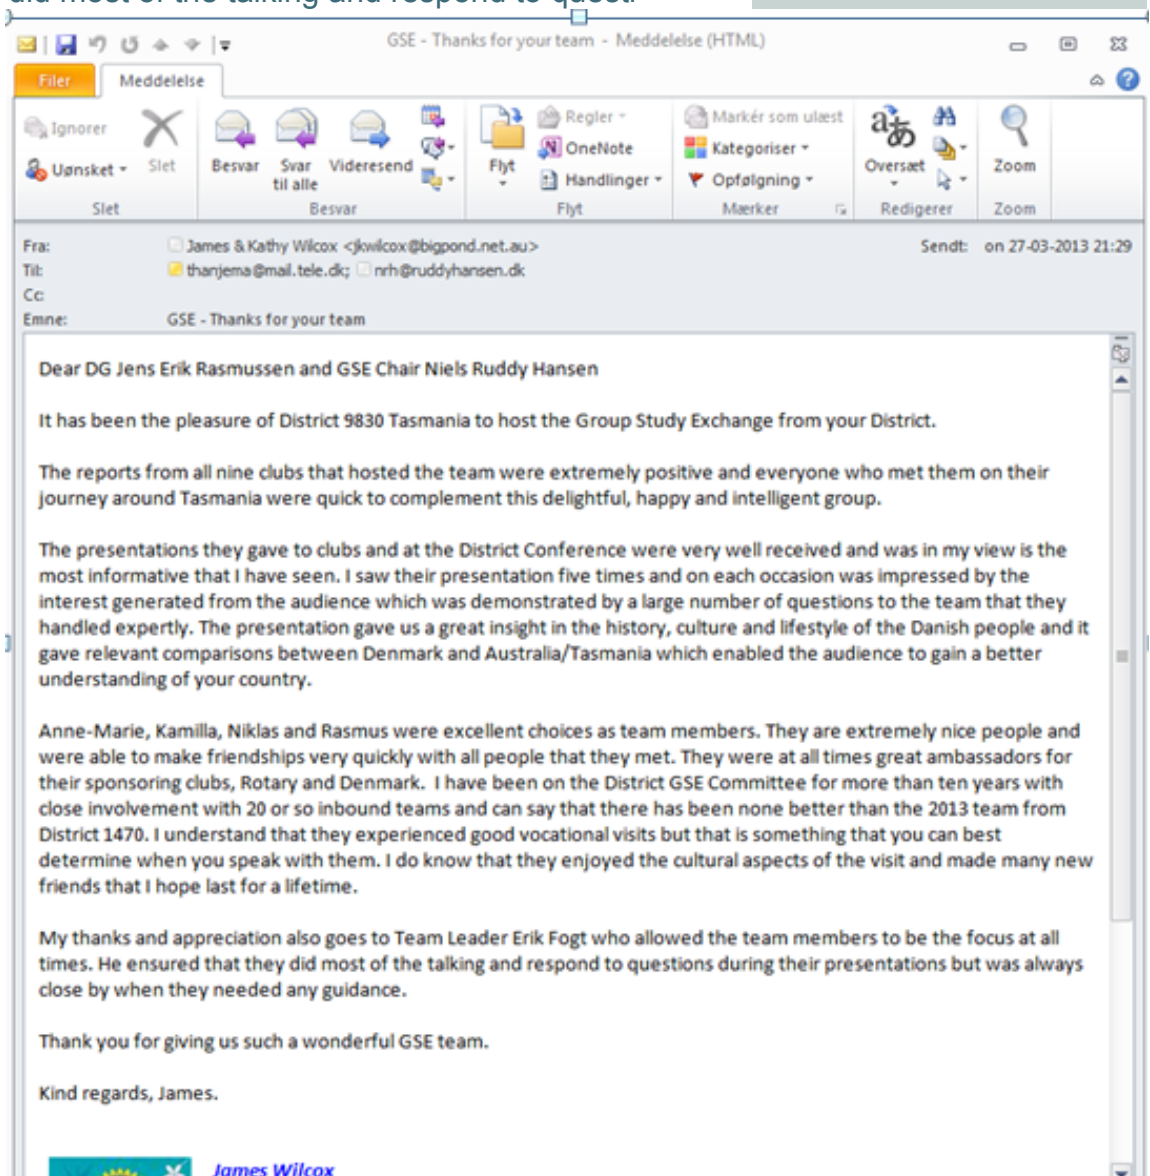 did most of the talking and respond to questi
GSE - Thanks for your team - Meddelelse (HTML)
Filer Meddelelse
Ignorer
Uønsket
Slet
Besvar
Svar til alle
Videresend
Flyt
Regler
OneNote
Handlinger
Markér som ulæst
Kategoriser
Opfølgning
Oversæt
Zoom
Slet Besvar Flyt Mærker Redigerer Zoom
Fra: James & Kathy Wilcox <jkwilcox@bigpond.net.au> Sendt: on 27-03-2013 21:29
Til: thanjema@mail.tele.dk; nrh@ruddyhansen.dk
Cc:
Emne: GSE - Thanks for your team
Dear DG Jens Erik Rasmussen and GSE Chair Niels Ruddy Hansen
It has been the pleasure of District 9830 Tasmania to host the Group Study Exchange from your District.
The reports from all nine clubs that hosted the team were extremely positive and everyone who met them on their
journey around Tasmania were quick to complement this delightful, happy and intelligent group.
The presentations they gave to clubs and at the District Conference were very well received and was in my view is the
most informative that I have seen. I saw their presentation five times and on each occasion was impressed by the
interest generated from the audience which was demonstrated by a large number of questions to the team that they
handled expertly. The presentation gave us a great insight in the history, culture and lifestyle of the Danish people and it
gave relevant comparisons between Denmark and Australia/Tasmania which enabled the audience to gain a better
understanding of your country.
Anne-Marie, Kamilla, Niklas and Rasmus were excellent choices as team members. They are extremely nice people and
were able to make friendships very quickly with all people that they met. They were at all times great ambassadors for
their sponsoring clubs, Rotary and Denmark. I have been on the District GSE Committee for more than ten years with
close involvement with 20 or so inbound teams and can say that there has been none better than the 2013 team from
District 1470. I understand that they experienced good vocational visits but that is something that you can best
determine when you speak with them. I do know that they enjoyed the cultural aspects of the visit and made many new
friends that I hope last for a lifetime.
My thanks and appreciation also goes to Team Leader Erik Fogt who allowed the team members to be the focus at all
times. He ensured that they did most of the talking and respond to questions during their presentations but was always
close by when they needed any guidance.
Thank you for giving us such a wonderful GSE team.
Kind regards, James.
James Wilcox